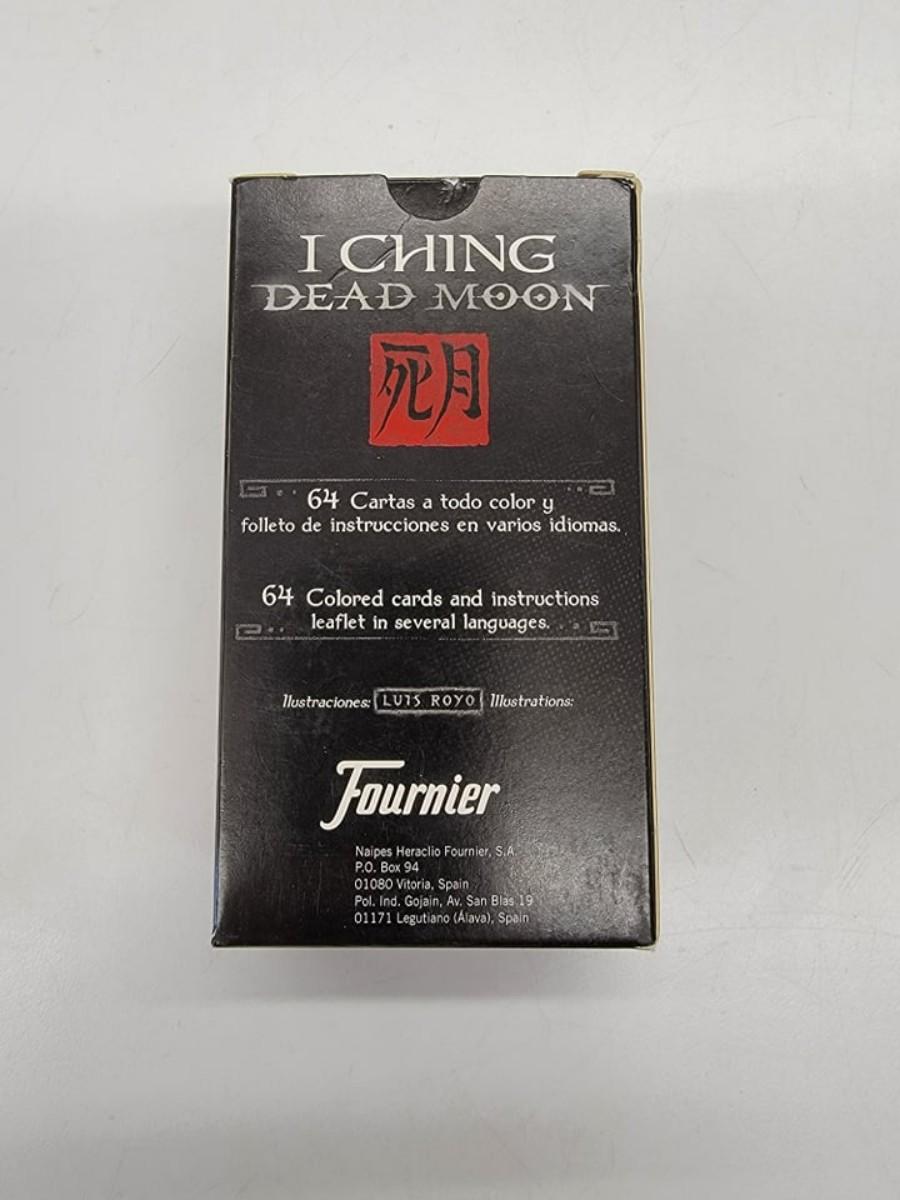 I CHING
DEAD MOON
死月
64 Cartas a todo color y
folleto de instrucciones en varios idiomas.
64 Colored cards and instructions
leaflet in several languages.
Ilustraciones: LUIS ROYO Illustrations:
Fournier
Naipes Heraclio Fournier, S.A.
P.O. Box 94
01080 Vitoria, Spain
Pol. Ind. Gojain, Av. San Blas 19
01171 Legutiano (Álava), Spain